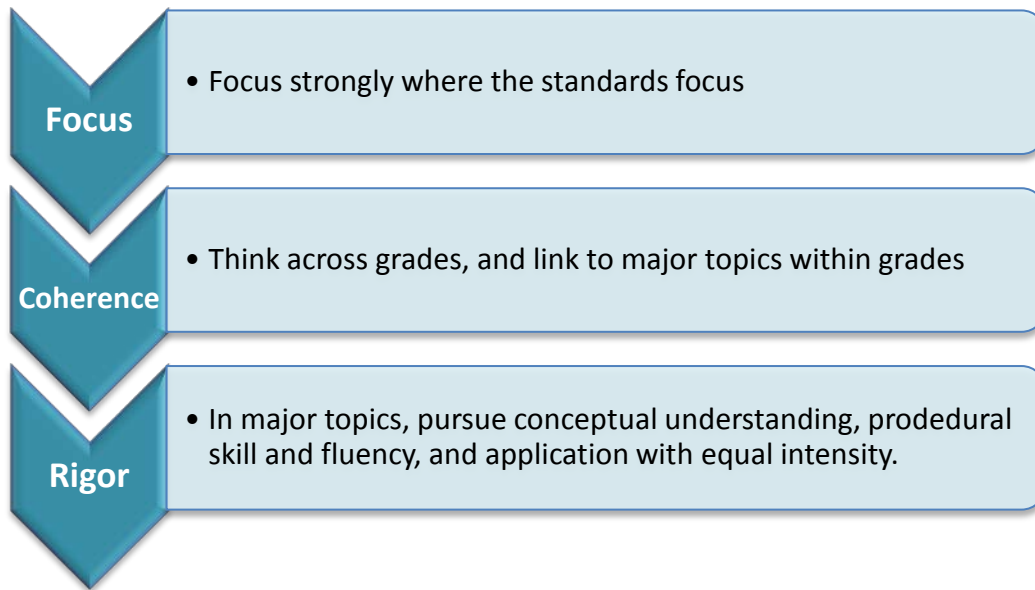 Focus
• Focus strongly where the standards focus
Coherence
• Think across grades, and link to major topics within grades
Rigor
• In major topics, pursue conceptual understanding, prodedural
skill and fluency, and application with equal intensity.